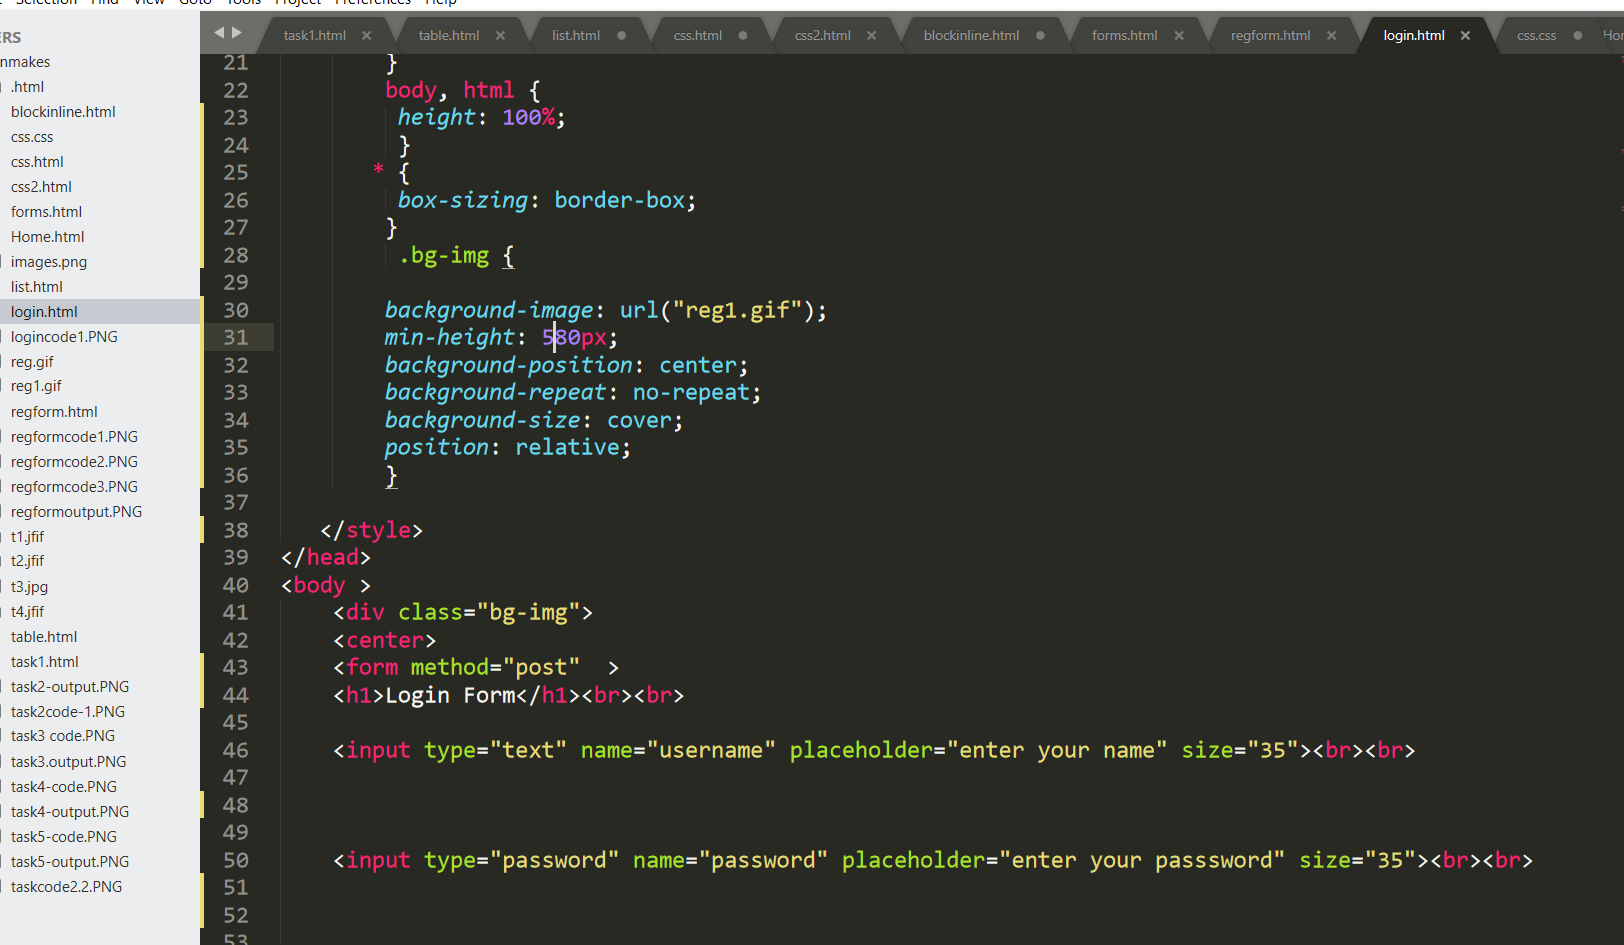 Selection Find View Goto Tools Project Preferences Help
ERS
nmakes
.html
blockinline.html
css.css
css.html
css2.html
forms.html
Home.html
images.png
list.html
login.html
logincode1.PNG
reg.gif
reg1.gif
regform.html
regformcode1.PNG
regformcode2.PNG
regformcode3.PNG
regformoutput.PNG
t1.jfif
t2.jfif
t3.jpg
t4.jfif
table.html
task1.html
task2-output.PNG
task2code-1.PNG
task3 code.PNG
task3.output.PNG
task4-code.PNG
task4-output.PNG
task5-code.PNG
task5-output.PNG
taskcode2.2.PNG
task1.html table.html list.html css.html css2.html blockinline.html forms.html regform.html login.html css.css Hor
21 }
22 body, html {
23 height: 100%;
24 }
25 * {
26 box-sizing: border-box;
27 }
28 .bg-img {
29
30 background-image: url("reg1.gif");
31 min-height: 580px;
32 background-position: center;
33 background-repeat: no-repeat;
34 background-size: cover;
35 position: relative;
36 }
37
38 </style>
39 </head>
40 <body >
41 <div class="bg-img">
42 <center>
43 <form method="post"  >
44 <h1>Login Form</h1><br><br>
45
46 <input type="text" name="username" placeholder="enter your name" size="35"><br><br>
47
48
49
50 <input type="password" name="password" placeholder="enter your passsword" size="35"><br><br>
51
52
53